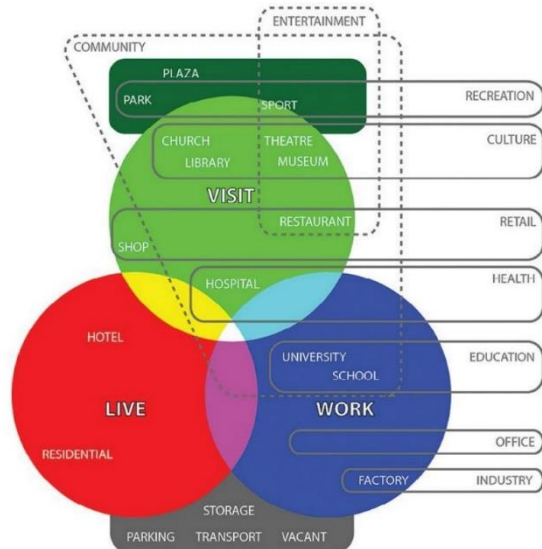 ENTERTAINMENT
COMMUNITY
PLAZA
PARK
SPORT
RECREATION
CHURCH
THEATRE
CULTURE
LIBRARY
MUSEUM
VISIT
RESTAURANT
RETAIL
SHOP
HOSPITAL
HEALTH
HOTEL
UNIVERSITY
EDUCATION
SCHOOL
LIVE
WORK
OFFICE
RESIDENTIAL
FACTORY
INDUSTRY
STORAGE
PARKING
TRANSPORT
VACANT